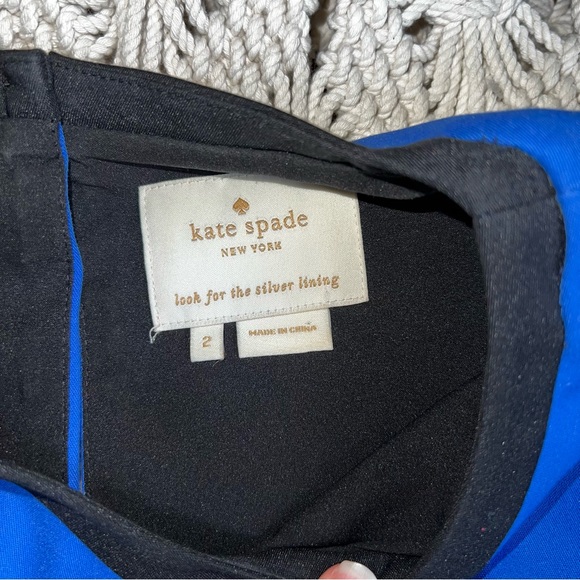 kate spade
NEW YORK
look for the silver lining
2
MADE IN CHINA